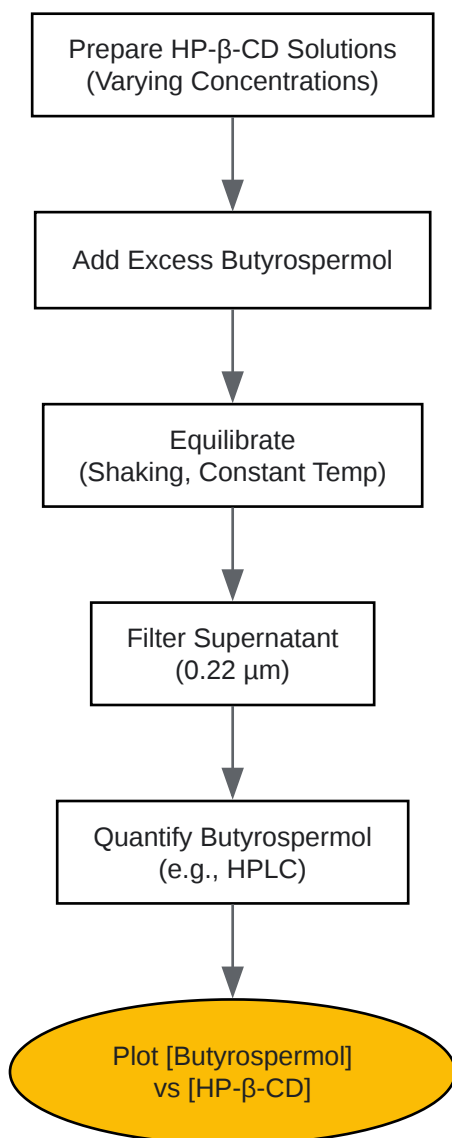 Prepare HP-β-CD Solutions
(Varying Concentrations)
Add Excess Butyrospermol
Equilibrate
(Shaking, Constant Temp)
Filter Supernatant
(0.22 µm)
Quantify Butyrospermol
(e.g., HPLC)
Plot [Butyrospermol]
vs [HP-β-CD]